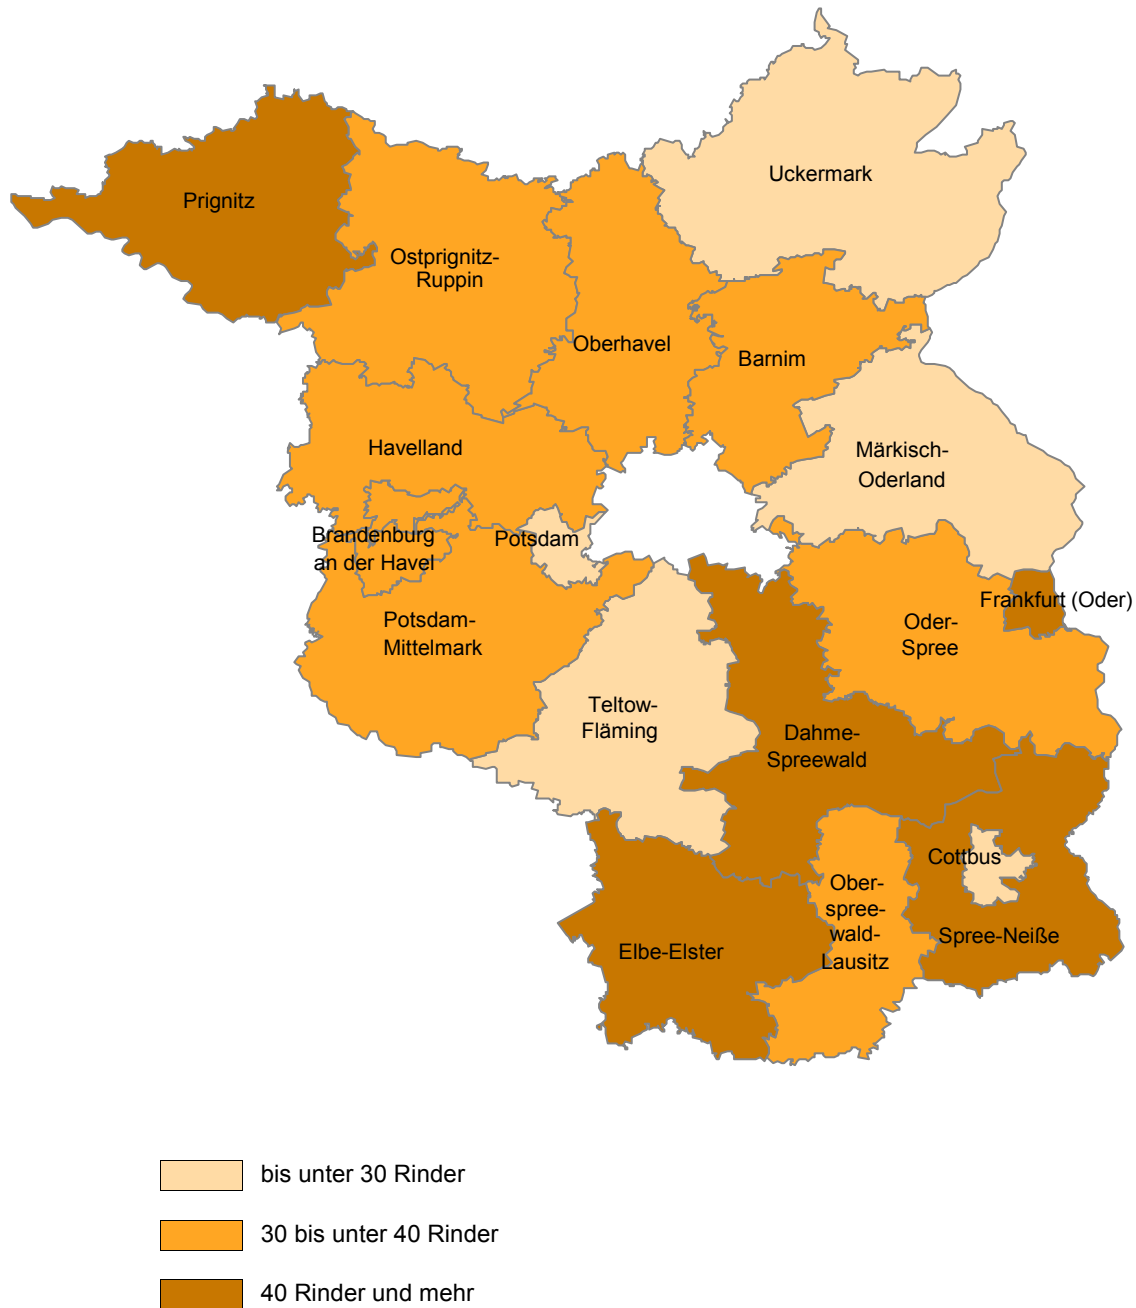 Uckermark
Prignitz
Ostprignitz-
Ruppin
Oberhavel
Barnim
Havelland
Märkisch-
Oderland
Brandenburg
an der Havel
Potsdam
Frankfurt (Oder)
Potsdam-
Mittelmark
Oder-
Spree
Teltow-
Fläming
Dahme-
Spreewald
Cottbus
Ober-
spree-
wald-
Lausitz
Spree-Neiße
Elbe-Elster
bis unter 30 Rinder
30 bis unter 40 Rinder
40 Rinder und mehr